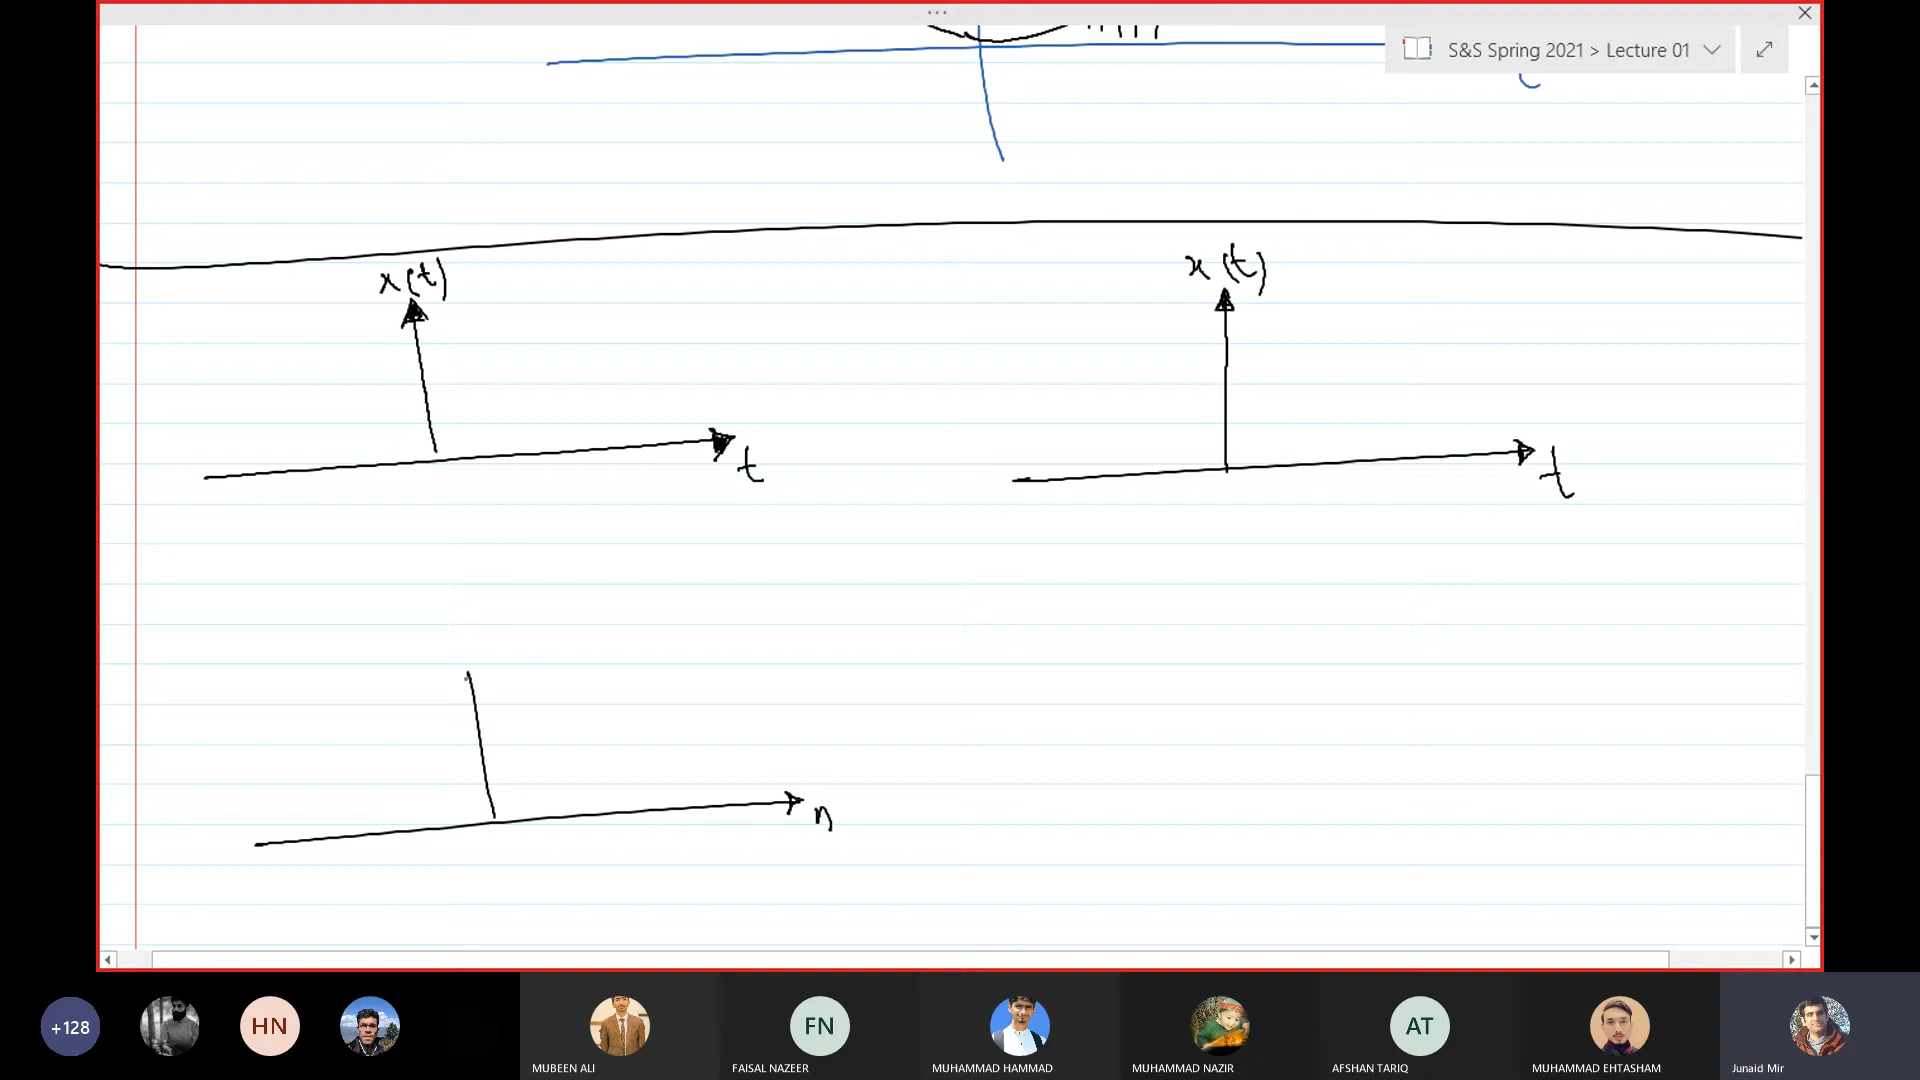 S&S Spring 2021 > Lecture 01
x(t)
x(t)
t
t
n
+128
HN
MUBEEN ALI
FN
FAISAL NAZEER
MUHAMMAD HAMMAD
MUHAMMAD NAZIR
AT
AFSHAN TARIQ
MUHAMMAD EHTASHAM
Junaid Mir